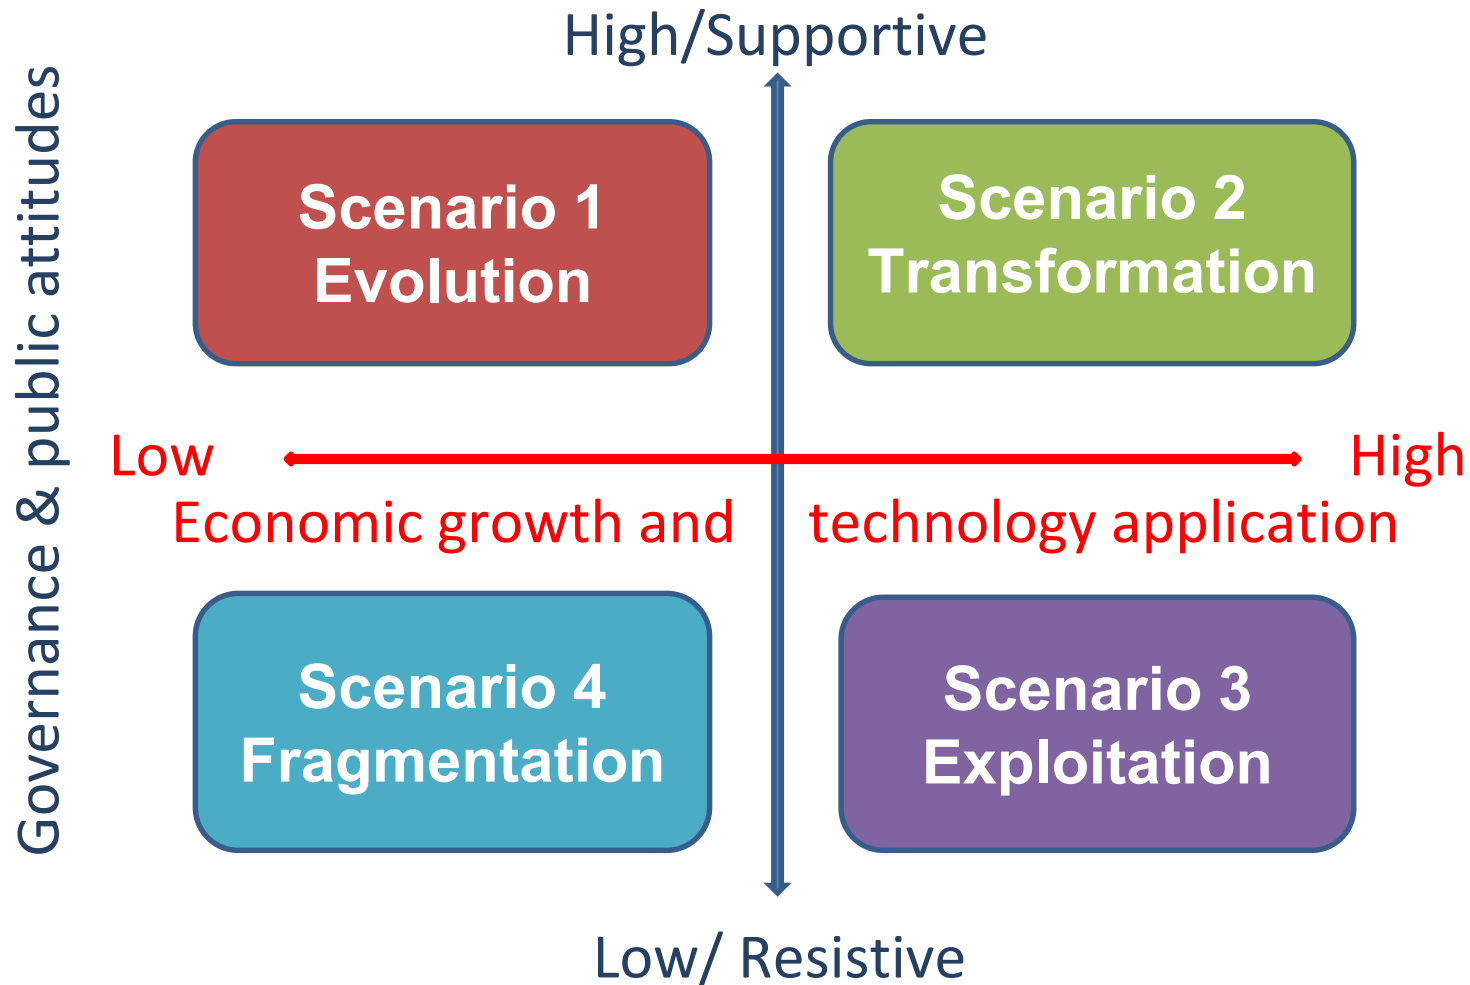 High/Supportive
Governance & public attitudes
Scenario 1
Evolution
Scenario 2
Transformation
Low
High
Economic growth and technology application
Scenario 4
Fragmentation
Scenario 3
Exploitation
Low/ Resistive